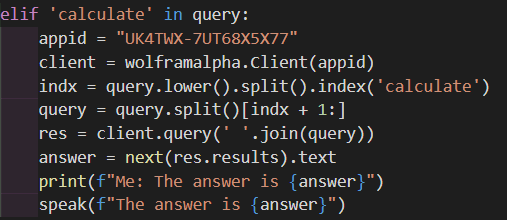 elif 'calculate' in query:
    appid = "UK4TWX-7UT68X5X77"
    client = wolframalpha.Client(appid)
    indx = query.lower().split().index('calculate')
    query = query.split()[indx + 1:]
    res = client.query(' '.join(query))
    answer = next(res.results).text
    print(f"Me: The answer is {answer}")
    speak(f"The answer is {answer}")